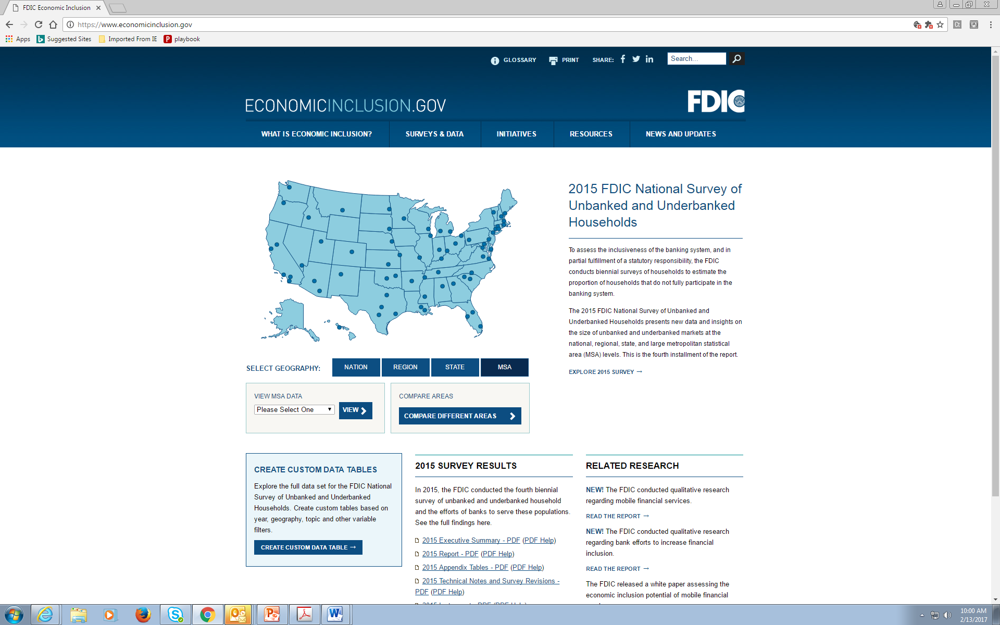 FDIC Economic Inclusion
https://www.economicinclusion.gov
Apps Suggested Sites Imported From IE playbook
GLOSSARY PRINT SHARE: Search...
ECONOMICINCLUSION.GOV FDIC
WHAT IS ECONOMIC INCLUSION? SURVEYS & DATA INITIATIVES RESOURCES NEWS AND UPDATES
2015 FDIC National Survey of
Unbanked and Underbanked
Households
To assess the inclusiveness of the banking system, and in
partial fulfillment of a statutory responsibility, the FDIC
conducts biennial surveys of households to estimate the
proportion of households that do not fully participate in the
banking system.
The 2015 FDIC National Survey of Unbanked and
Underbanked Households presents new data and insights on
the size of unbanked and underbanked markets at the
national, regional, state, and large metropolitan statistical
area (MSA) levels. This is the fourth installment of the report.
EXPLORE 2015 SURVEY →
SELECT GEOGRAPHY: NATION REGION STATE MSA
VIEW MSA DATA
Please Select One VIEW
COMPARE AREAS
COMPARE DIFFERENT AREAS
CREATE CUSTOM DATA TABLES
Explore the full data set for the FDIC National
Survey of Unbanked and Underbanked
Households. Create custom tables based on
year, geography, topic and other variable
filters.
CREATE CUSTOM DATA TABLE →
2015 SURVEY RESULTS
In 2015, the FDIC conducted the fourth biennial
survey of unbanked and underbanked household
and the efforts of banks to serve these populations.
See the full findings here.
2015 Executive Summary - PDF (PDF Help)
2015 Report - PDF (PDF Help)
2015 Appendix Tables - PDF (PDF Help)
2015 Technical Notes and Survey Revisions -
PDF (PDF Help)
RELATED RESEARCH
NEW! The FDIC conducted qualitative research
regarding mobile financial services.
READ THE REPORT →
NEW! The FDIC conducted qualitative research
regarding bank efforts to increase financial
inclusion.
READ THE REPORT →
The FDIC released a white paper assessing the
economic inclusion potential of mobile financial
10:00 AM
2/13/2017